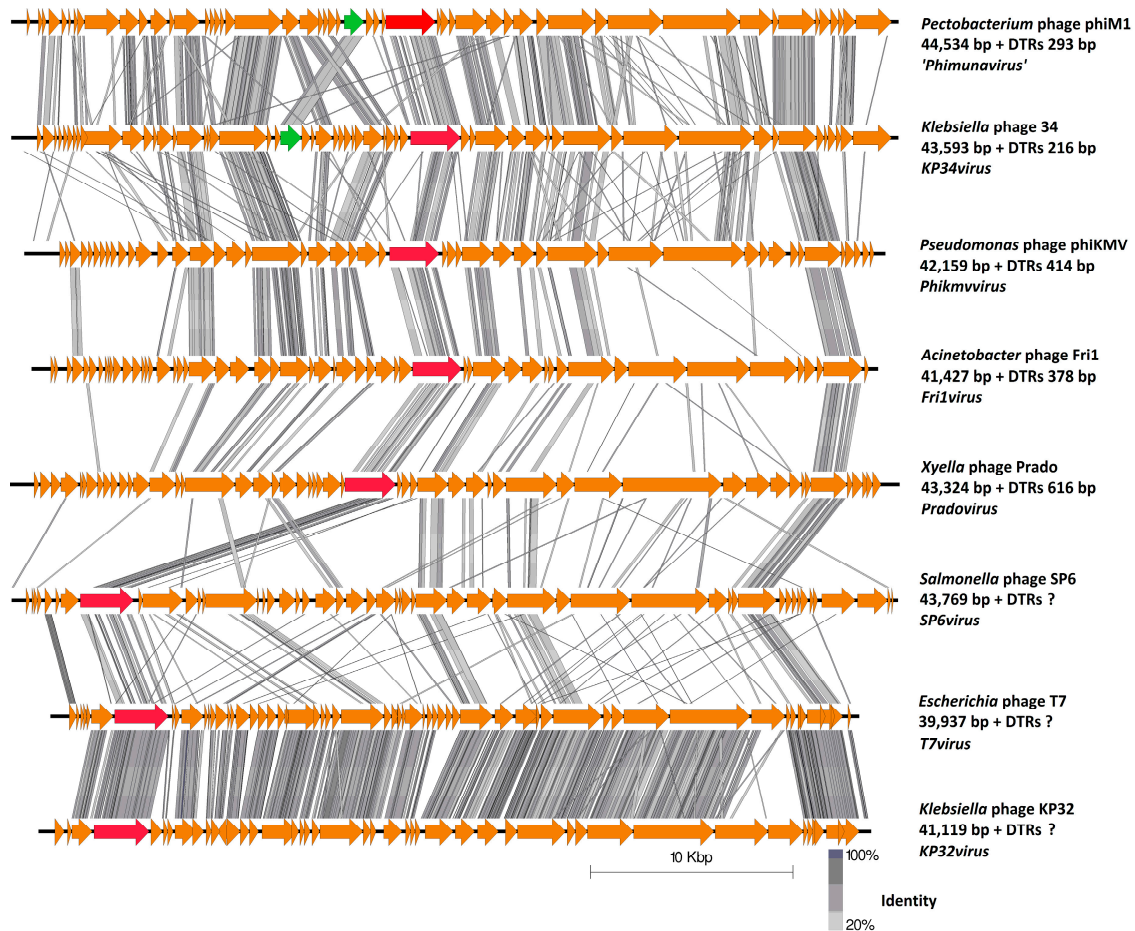 Pectobacterium phage phiM1
44,534 bp + DTRs 293 bp
'Phimunavirus'
Klebsiella phage 34
43,593 bp + DTRs 216 bp
KP34virus
Pseudomonas phage phiKMV
42,159 bp + DTRs 414 bp
Phikmvvirus
Acinetobacter phage Fri1
41,427 bp + DTRs 378 bp
Fri1virus
Xyella phage Prado
43,324 bp + DTRs 616 bp
Pradovirus
Salmonella phage SP6
43,769 bp + DTRs ?
SP6virus
Escherichia phage T7
39,937 bp + DTRs ?
T7virus
Klebsiella phage KP32
41,119 bp + DTRs ?
KP32virus
10 Kbp
100%
Identity
20%